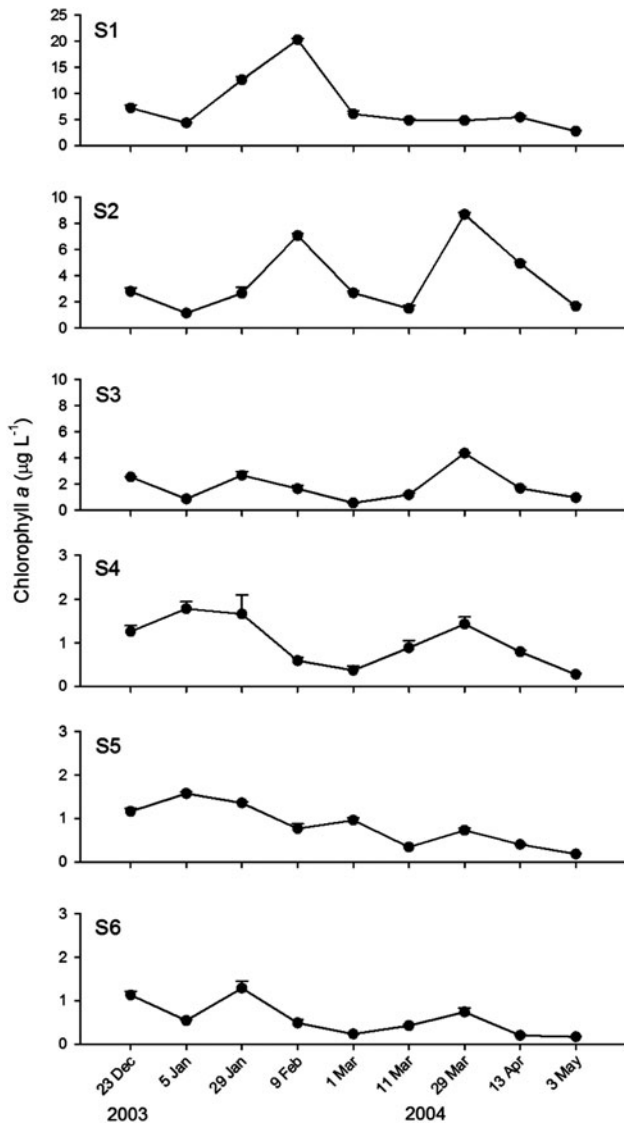 S1
25
20
15
10
5
0
S2
10
8
6
4
2
0
S3
10
8
6
4
2
0
Chlorophyll a (µg L⁻¹)
S4
3
2
1
0
S5
3
2
1
0
S6
3
2
1
0
23 Dec
5 Jan
29 Jan
9 Feb
1 Mar
11 Mar
29 Mar
13 Apr
3 May
2003
2004